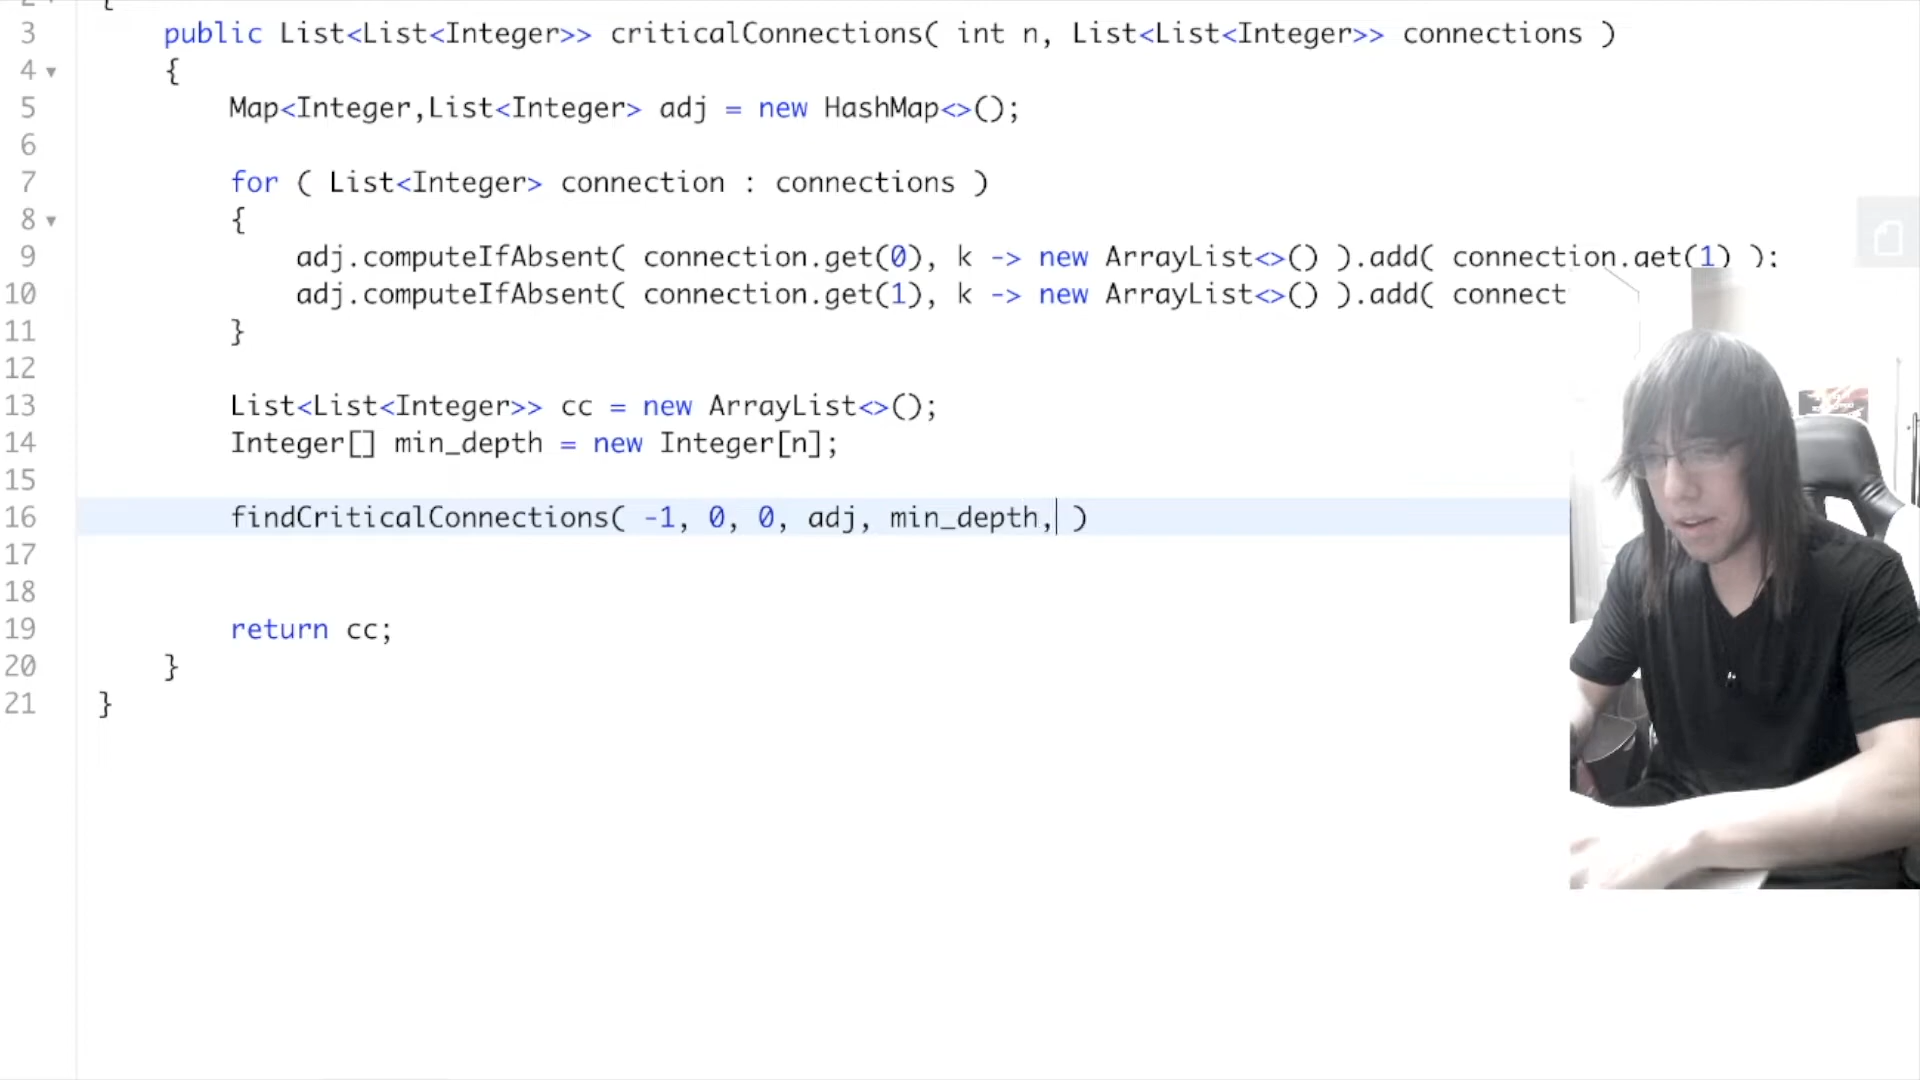 3 public List<List<Integer>> criticalConnections( int n, List<List<Integer>> connections )
4 {
5 Map<Integer,List<Integer> adj = new HashMap<>();
6
7 for ( List<Integer> connection : connections )
8 {
9 adj.computeIfAbsent( connection.get(0), k -> new ArrayList<>() ).add( connection.get(1) );
10 adj.computeIfAbsent( connection.get(1), k -> new ArrayList<>() ).add( connect
11 }
12
13 List<List<Integer>> cc = new ArrayList<>();
14 Integer[] min_depth = new Integer[n];
15
16 findCriticalConnections( -1, 0, 0, adj, min_depth, )
17
18
19 return cc;
20 }
21 }